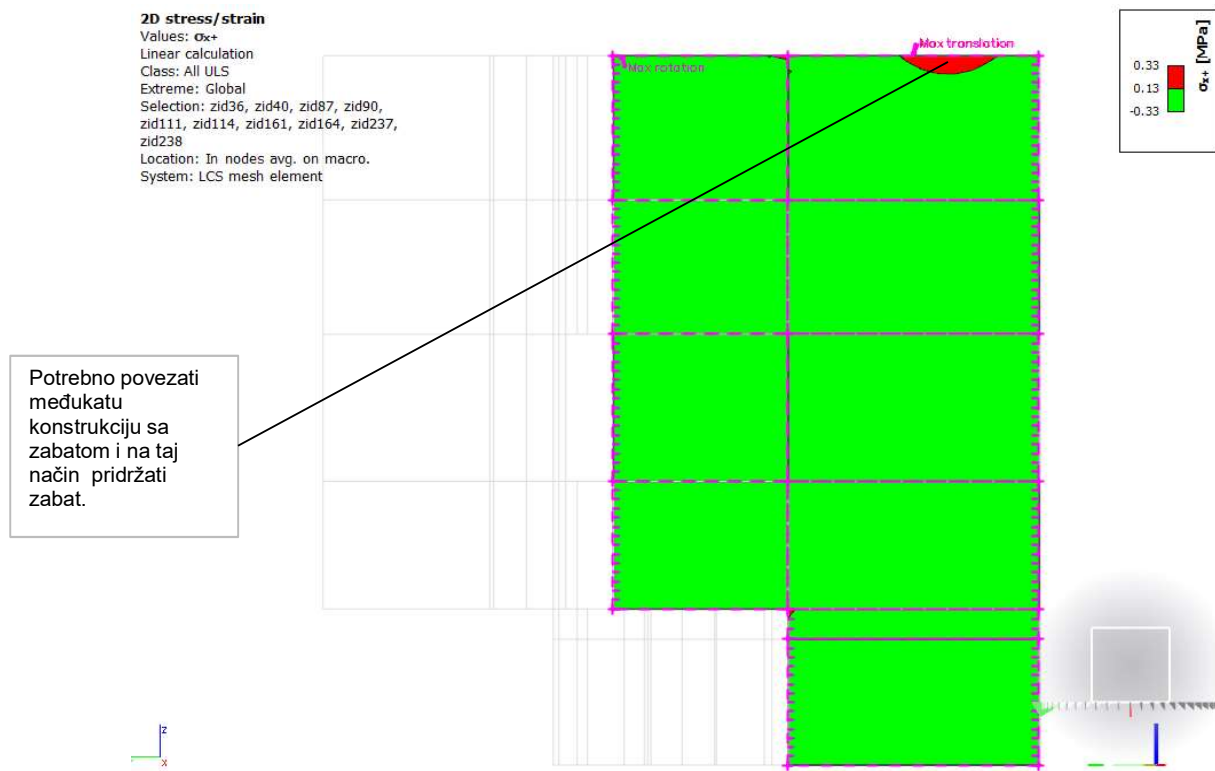 2D stress/strain
Values: σx+
Linear calculation
Class: All ULS
Extreme: Global
Selection: zid36, zid40, zid87, zid90,
zid111, zid114, zid161, zid164, zid237,
zid238
Location: In nodes avg. on macro.
System: LCS mesh element
Max rotation
Max translation
0.33
0.13
-0.33
σx+ [MPa]
Potrebno povezati
međukatu
konstrukciju sa
zabatom i na taj
način pridržati
zabat.
z
x